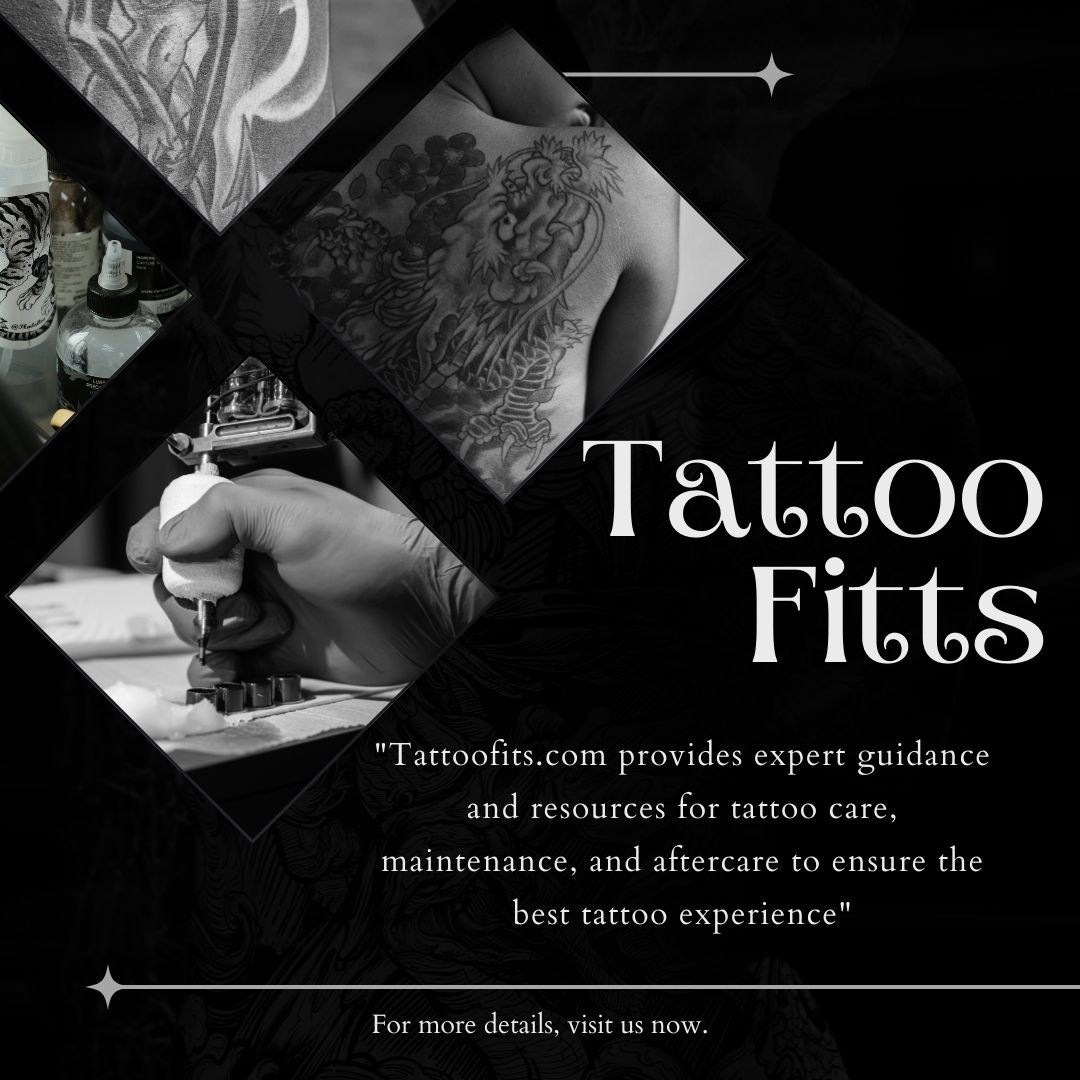 Tattoo
Fitts
"Tattoofits.com provides expert guidance
and resources for tattoo care,
maintenance, and aftercare to ensure the
best tattoo experience"
For more details, visit us now.